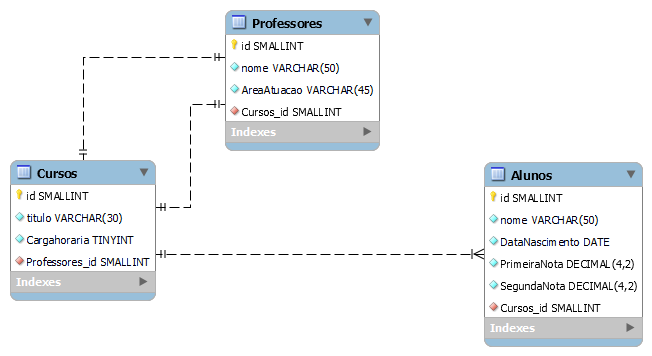 Professores
id SMALLINT
nome VARCHAR(50)
AreaAtuacao VARCHAR(45)
Cursos_id SMALLINT
Indexes
Cursos
id SMALLINT
titulo VARCHAR(30)
Cargahoraria TINYINT
Professores_id SMALLINT
Indexes
Alunos
id SMALLINT
nome VARCHAR(50)
DataNascimento DATE
PrimeiraNota DECIMAL(4,2)
SegundaNota DECIMAL(4,2)
Cursos_id SMALLINT
Indexes